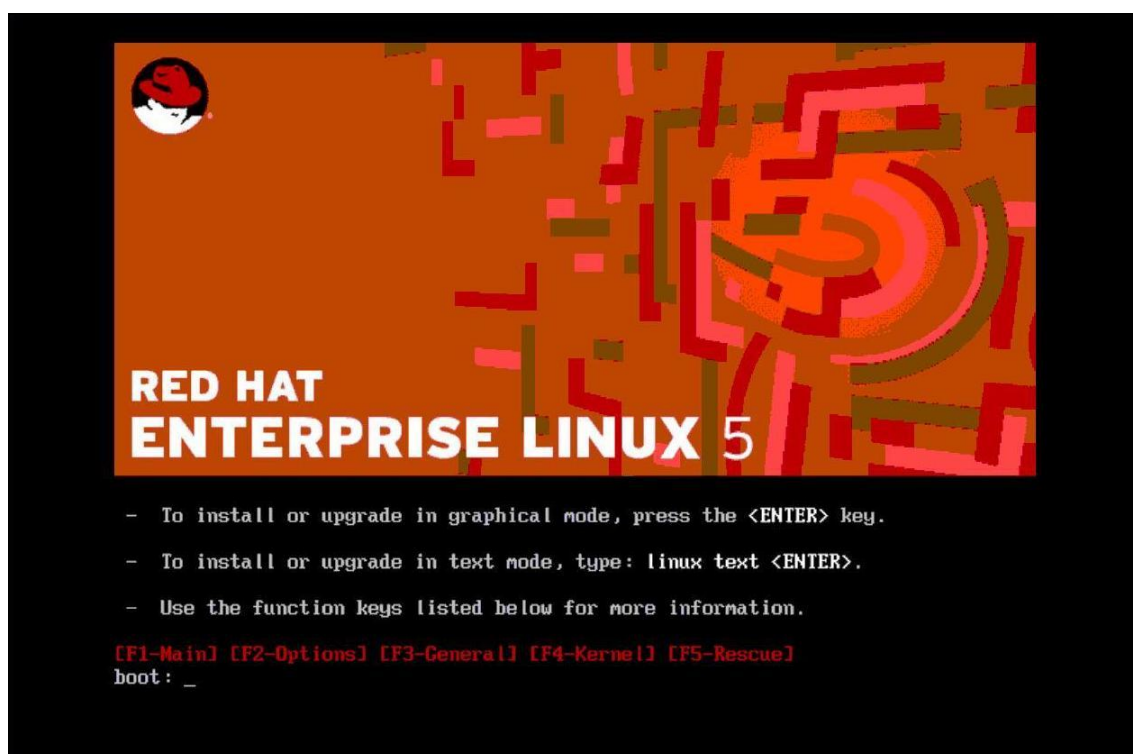 RED HAT
ENTERPRISE LINUX 5
- To install or upgrade in graphical mode, press the <ENTER> key.
- To install or upgrade in text mode, type: linux text <ENTER>.
- Use the function keys listed below for more information.
[F1-Main] [F2-Options] [F3-General] [F4-Kernel] [F5-Rescue]
boot: _